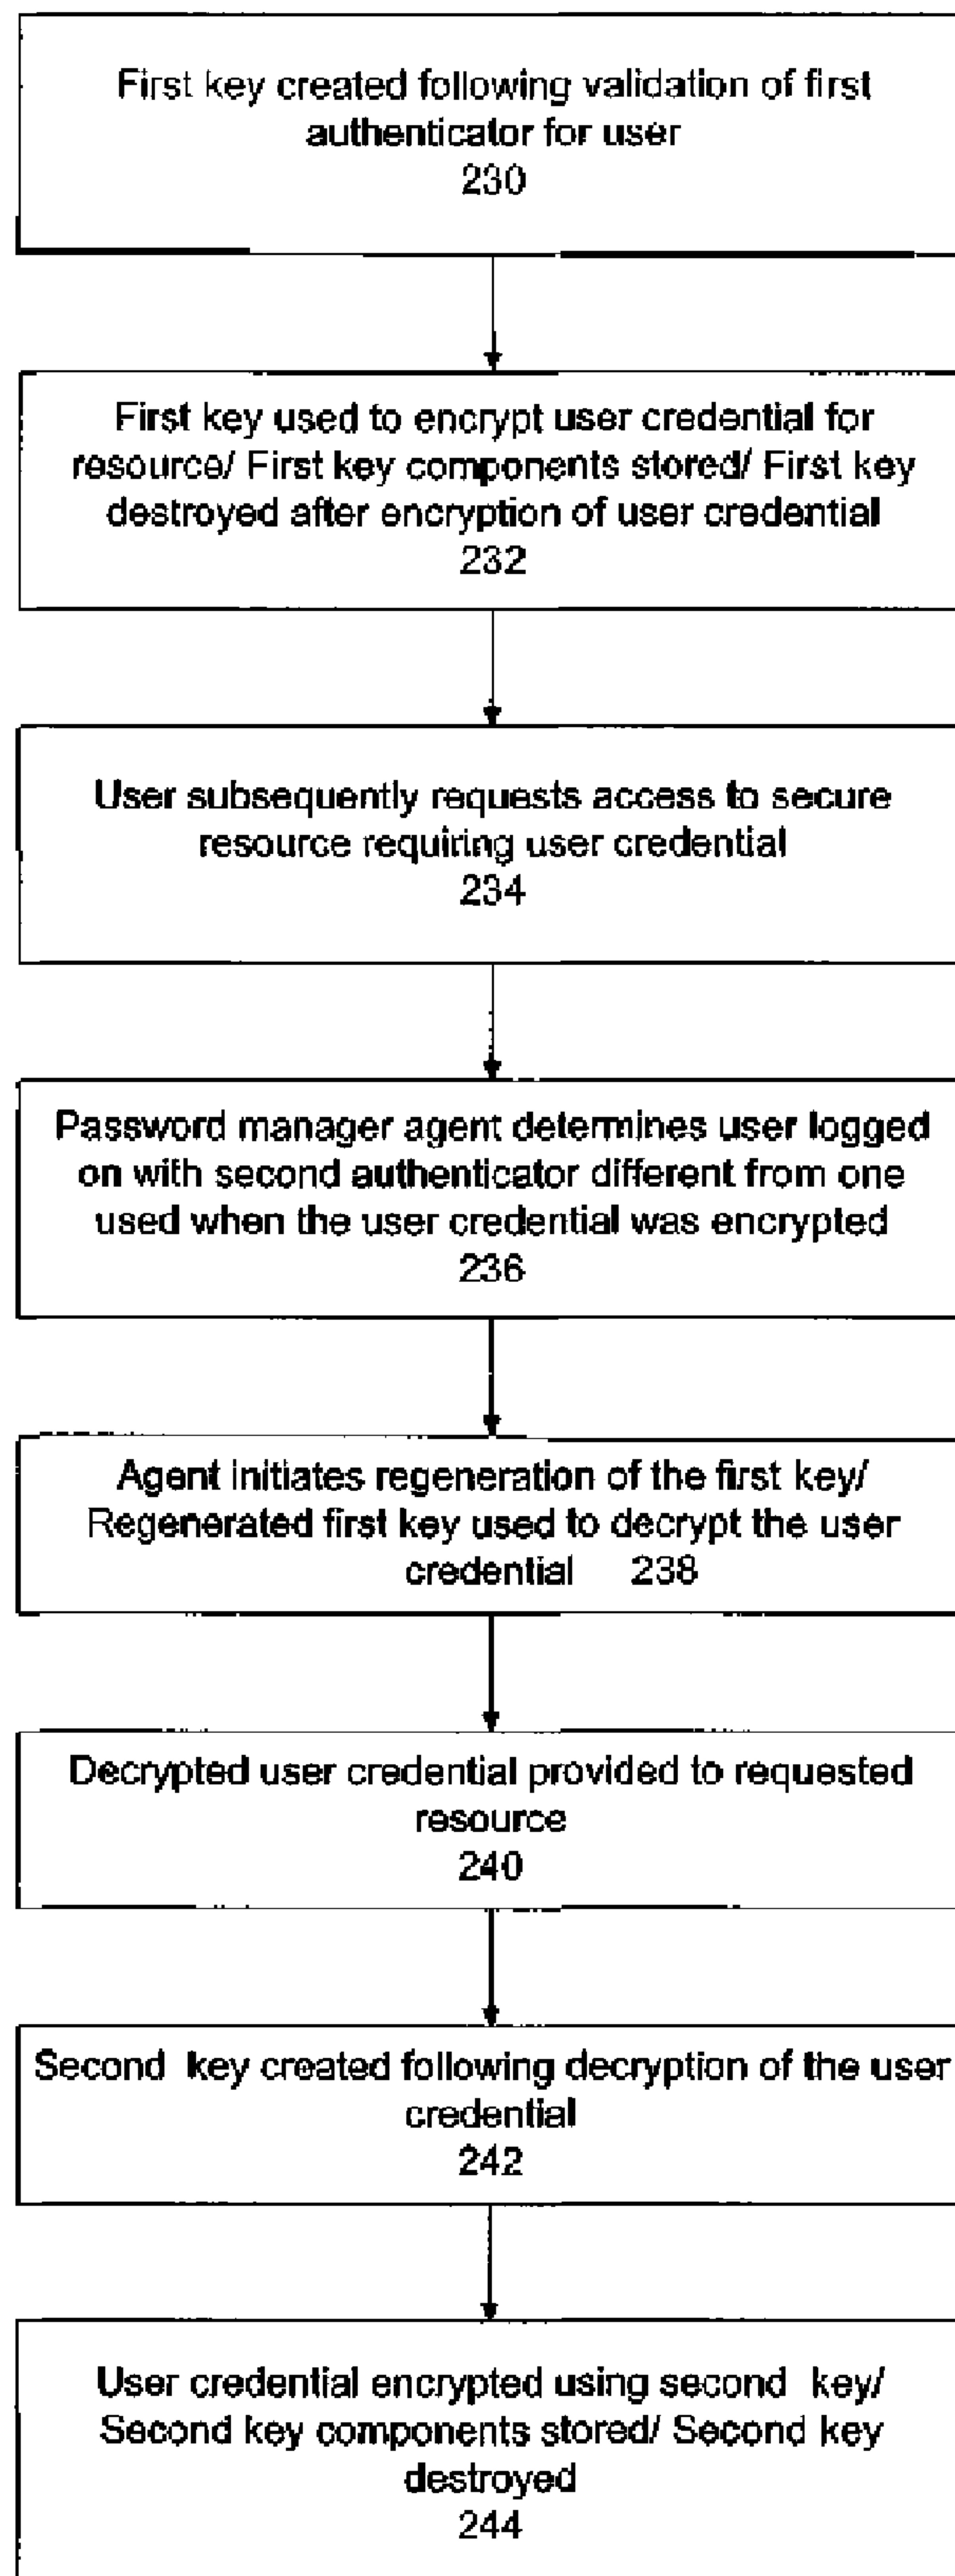 First key created following validation of first
authenticator for user
230
First key used to encrypt user credential for
resource/ First key components stored/ First key
destroyed after encryption of user credential
232
User subsequently requests access to secure
resource requiring user credential
234
Password manager agent determines user logged
on with second authenticator different from one
used when the user credential was encrypted
236
Agent initiates regeneration of the first key/
Regenerated first key used to decrypt the user
credential 238
Decrypted user credential provided to requested
resource
240
Second key created following decryption of the user
credential
242
User credential encrypted using second key/
Second key components stored/ Second key
destroyed
244